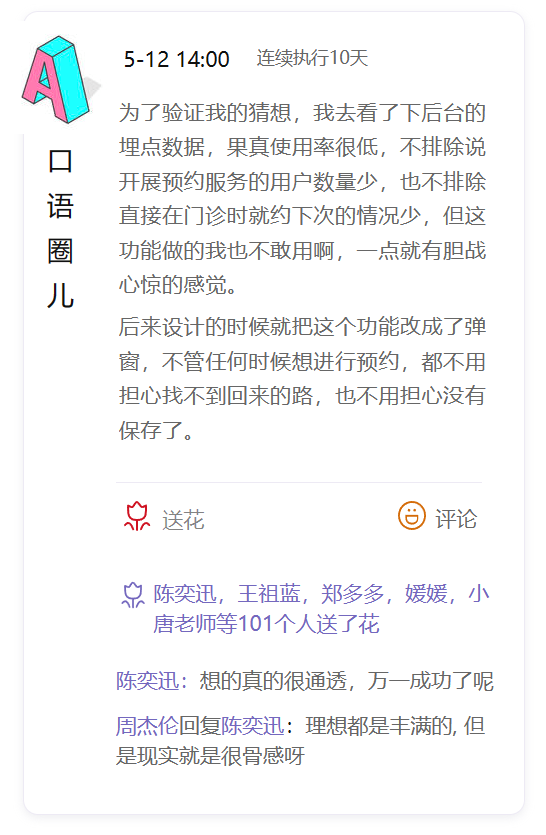 5-12 14:00 连续执行10天
口
语
圈
儿
为了验证我的猜想，我去看了下后台的
埋点数据，果真使用率很低，不排除说
开展预约服务的用户数量少，也不排除
直接在门诊时就约下次的情况少，但这
功能做的我也不敢用啊，一点就有胆战
心惊的感觉。
后来设计的时候就把这个功能改成了弹
窗，不管任何时候想进行预约，都不用
担心找不到回来的路，也不用担心没有
保存了。
送花 评论
陈奕迅，王祖蓝，郑多多，媛媛，小
唐老师等101个人送了花
陈奕迅：想的真的很通透，万一成功了呢
周杰伦回复陈奕迅：理想都是丰满的, 但
是现实就是很骨感呀